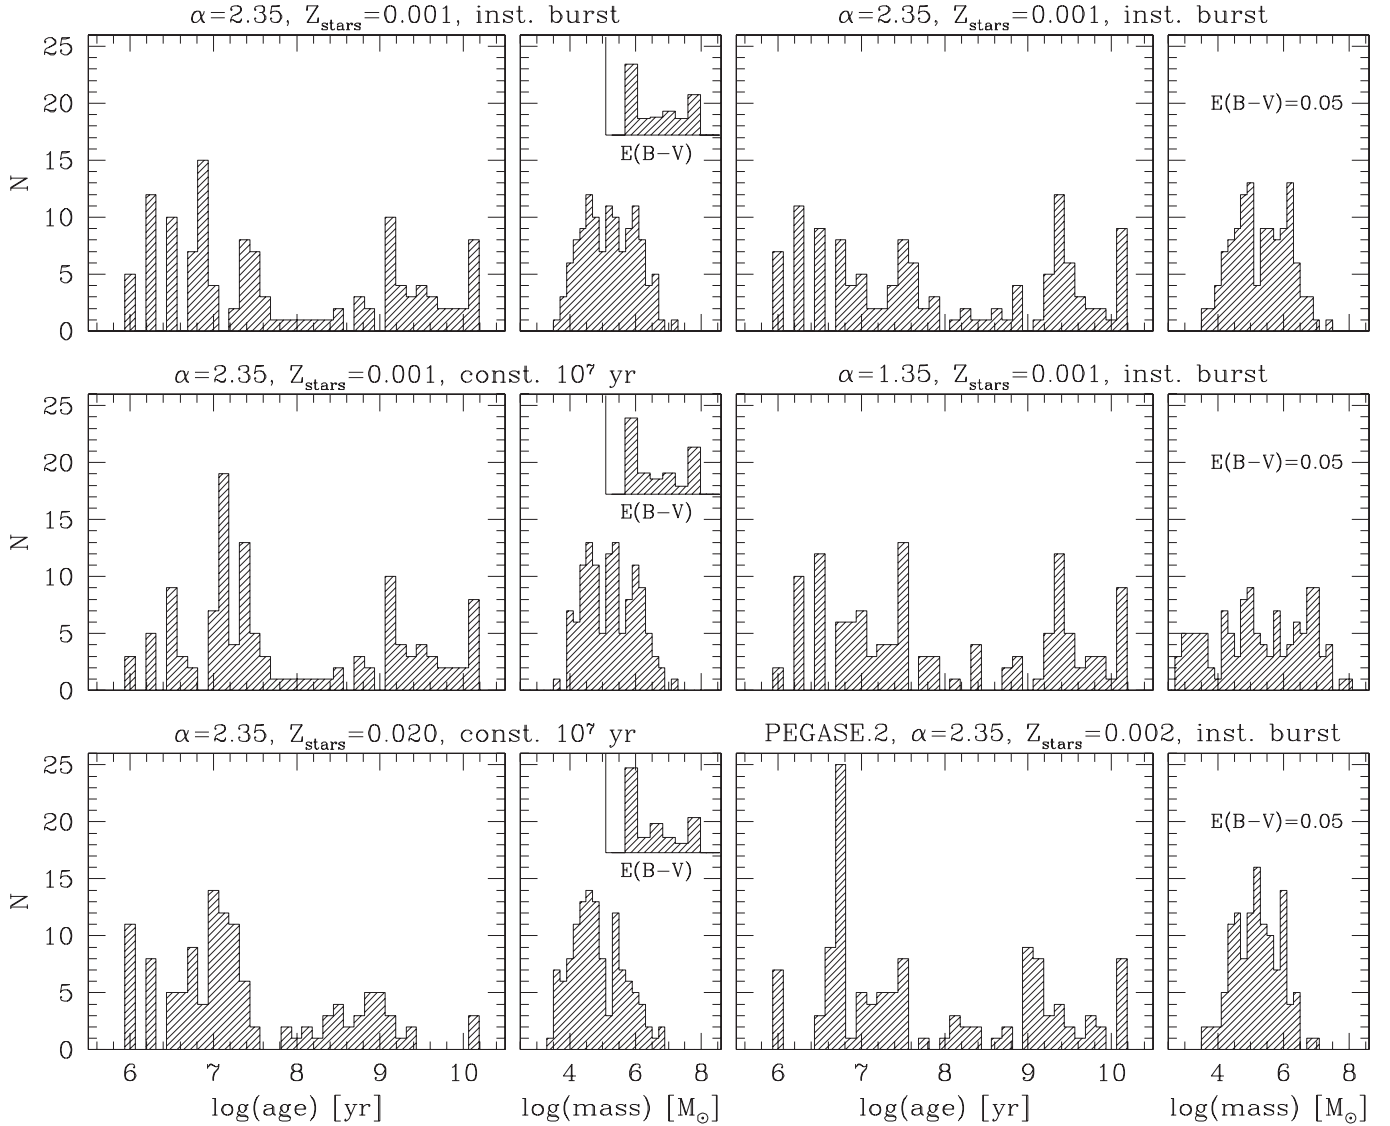 α=2.35, Z_stars=0.001, inst. burst
α=2.35, Z_stars=0.001, inst. burst
25
20
15
10
5
0
N
E(B−V)
E(B−V)=0.05
α=2.35, Z_stars=0.001, const. 10⁷ yr
α=1.35, Z_stars=0.001, inst. burst
25
20
15
10
5
0
N
E(B−V)
E(B−V)=0.05
α=2.35, Z_stars=0.020, const. 10⁷ yr
PEGASE.2, α=2.35, Z_stars=0.002, inst. burst
25
20
15
10
5
0
N
E(B−V)
E(B−V)=0.05
6 7 8 9 10
4 6 8
6 7 8 9 10
4 6 8
log(age) [yr]
log(mass) [M⊙]
log(age) [yr]
log(mass) [M⊙]